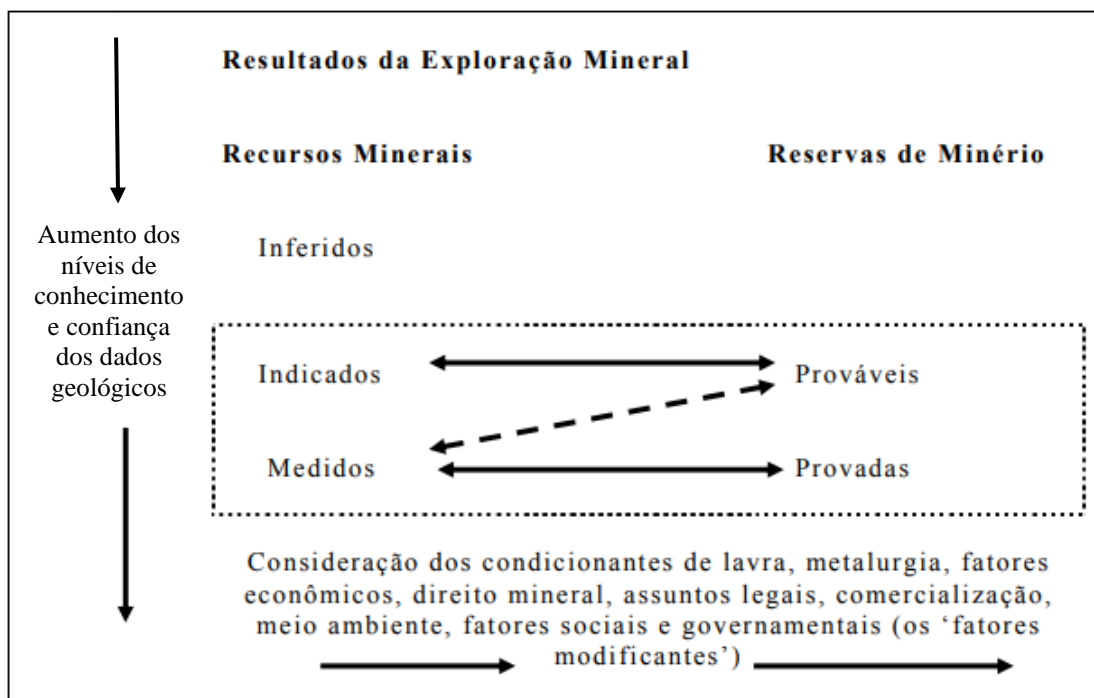 Resultados da Exploração Mineral
Recursos Minerais
Reservas de Minério
Aumento dos
níveis de
conhecimento
e confiança
dos dados
geológicos
Inferidos
Indicados
Prováveis
Medidos
Provadas
Consideração dos condicionantes de lavra, metalurgia, fatores
econômicos, direito mineral, assuntos legais, comercialização,
meio ambiente, fatores sociais e governamentais (os ‘fatores
modificantes’)